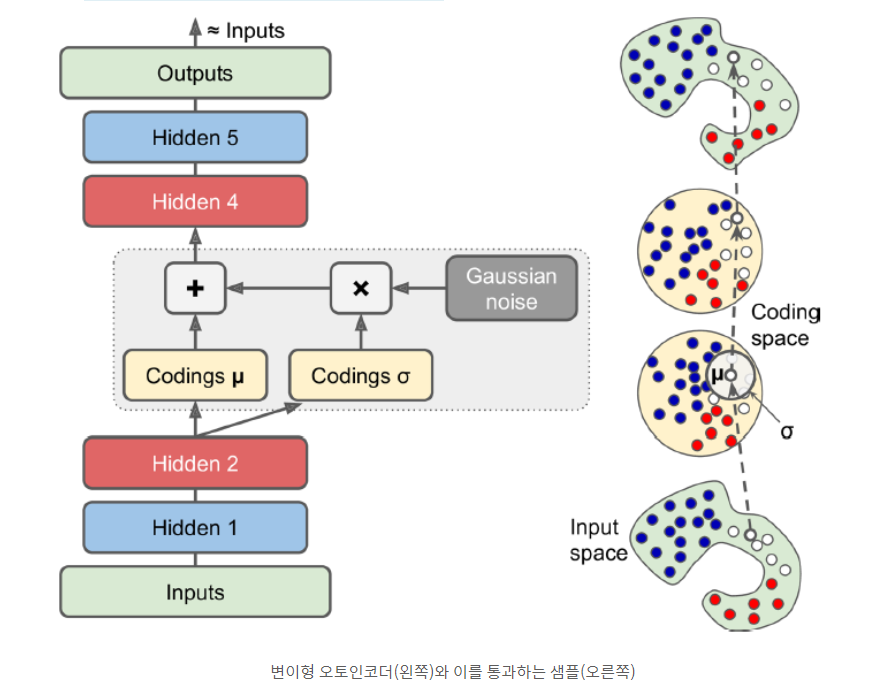 ≈ Inputs
Outputs
Hidden 5
Hidden 4
+
×
Gaussian
noise
Codings μ
Codings σ
Hidden 2
Hidden 1
Inputs
Coding
space
μ
σ
Input
space
변이형 오토인코더(왼쪽)와 이를 통과하는 샘플(오른쪽)